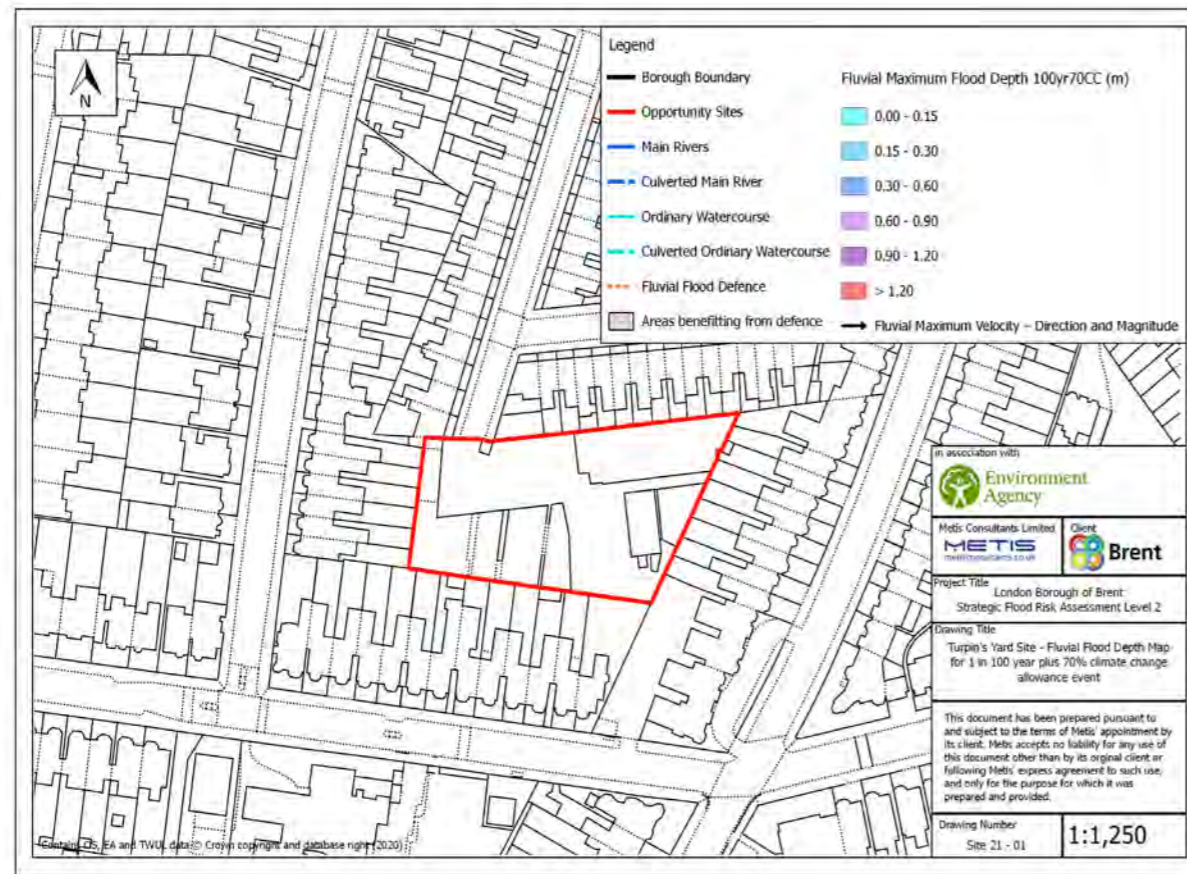 N
Legend
Borough Boundary
Opportunity Sites
Main Rivers
Culverted Main River
Ordinary Watercourse
Culverted Ordinary Watercourse
Fluvial Flood Defence
Areas benefitting from defence
Fluvial Maximum Flood Depth 100yr70CC (m)
0.00 - 0.15
0.15 - 0.30
0.30 - 0.60
0.60 - 0.90
0.90 - 1.20
> 1.20
Fluvial Maximum Velocity – Direction and Magnitude
in association with
Environment
Agency
Metis Consultants Limited
METIS
metisconsultants.co.uk
Client
Brent
Project Title
London Borough of Brent
Strategic Flood Risk Assessment Level 2
Drawing Title
Turpin's Yard Site - Fluvial Flood Depth Map
for 1 in 100 year plus 70% climate change
allowance event
This document has been prepared pursuant to
and subject to the terms of Metis' appointment by
its client. Metis accepts no liability for any use of
this document other than by its orginal client or
following Metis' express agreement to such use,
and only for the purpose for which it was
prepared and provided.
Drawing Number
Site 21 - 01
1:1,250
Contains OS, EA and TWUL data © Crown copyright and database right (2020)